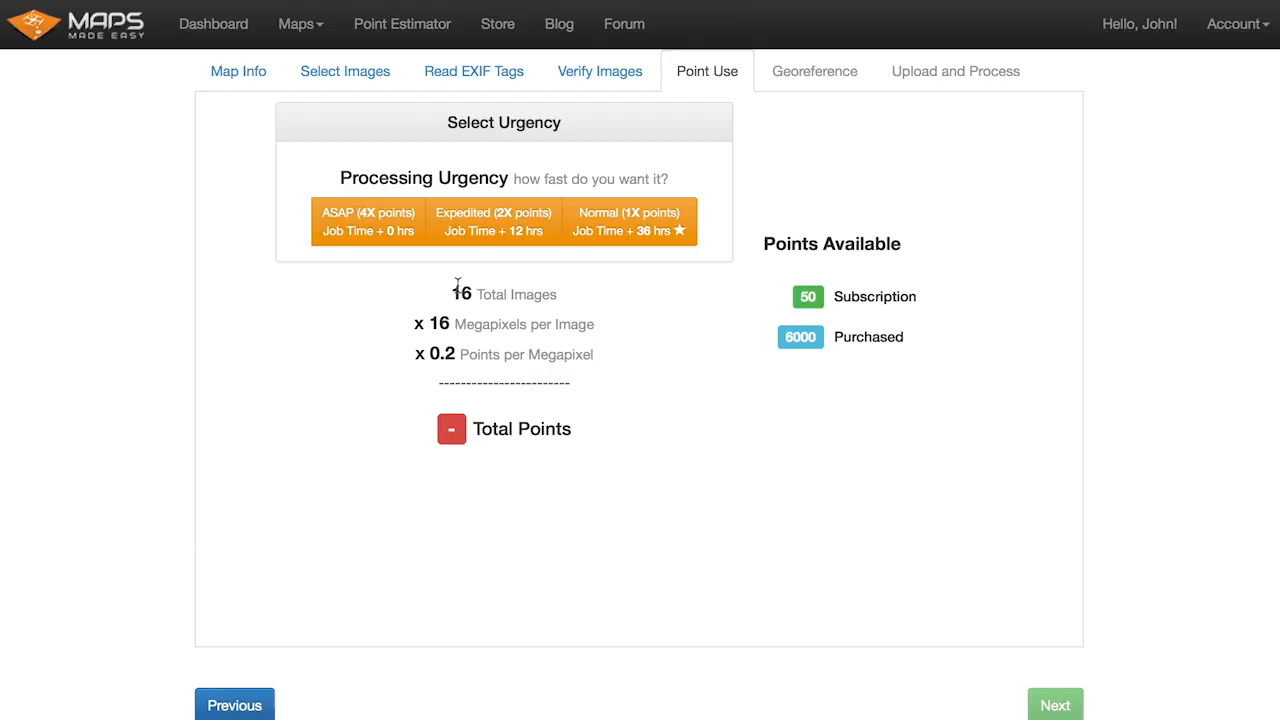 MAPS
MADE EASY
Dashboard Maps Point Estimator Store Blog Forum Hello, John! Account
Map Info Select Images Read EXIF Tags Verify Images Point Use Georeference Upload and Process
Select Urgency
Processing Urgency how fast do you want it?
ASAP (4X points) Expedited (2X points) Normal (1X points)
Job Time + 0 hrs Job Time + 12 hrs Job Time + 36 hrs ★
Points Available
16 Total Images
50 Subscription
x 16 Megapixels per Image
6000 Purchased
x 0.2 Points per Megapixel
------------------------
- Total Points
Previous Next